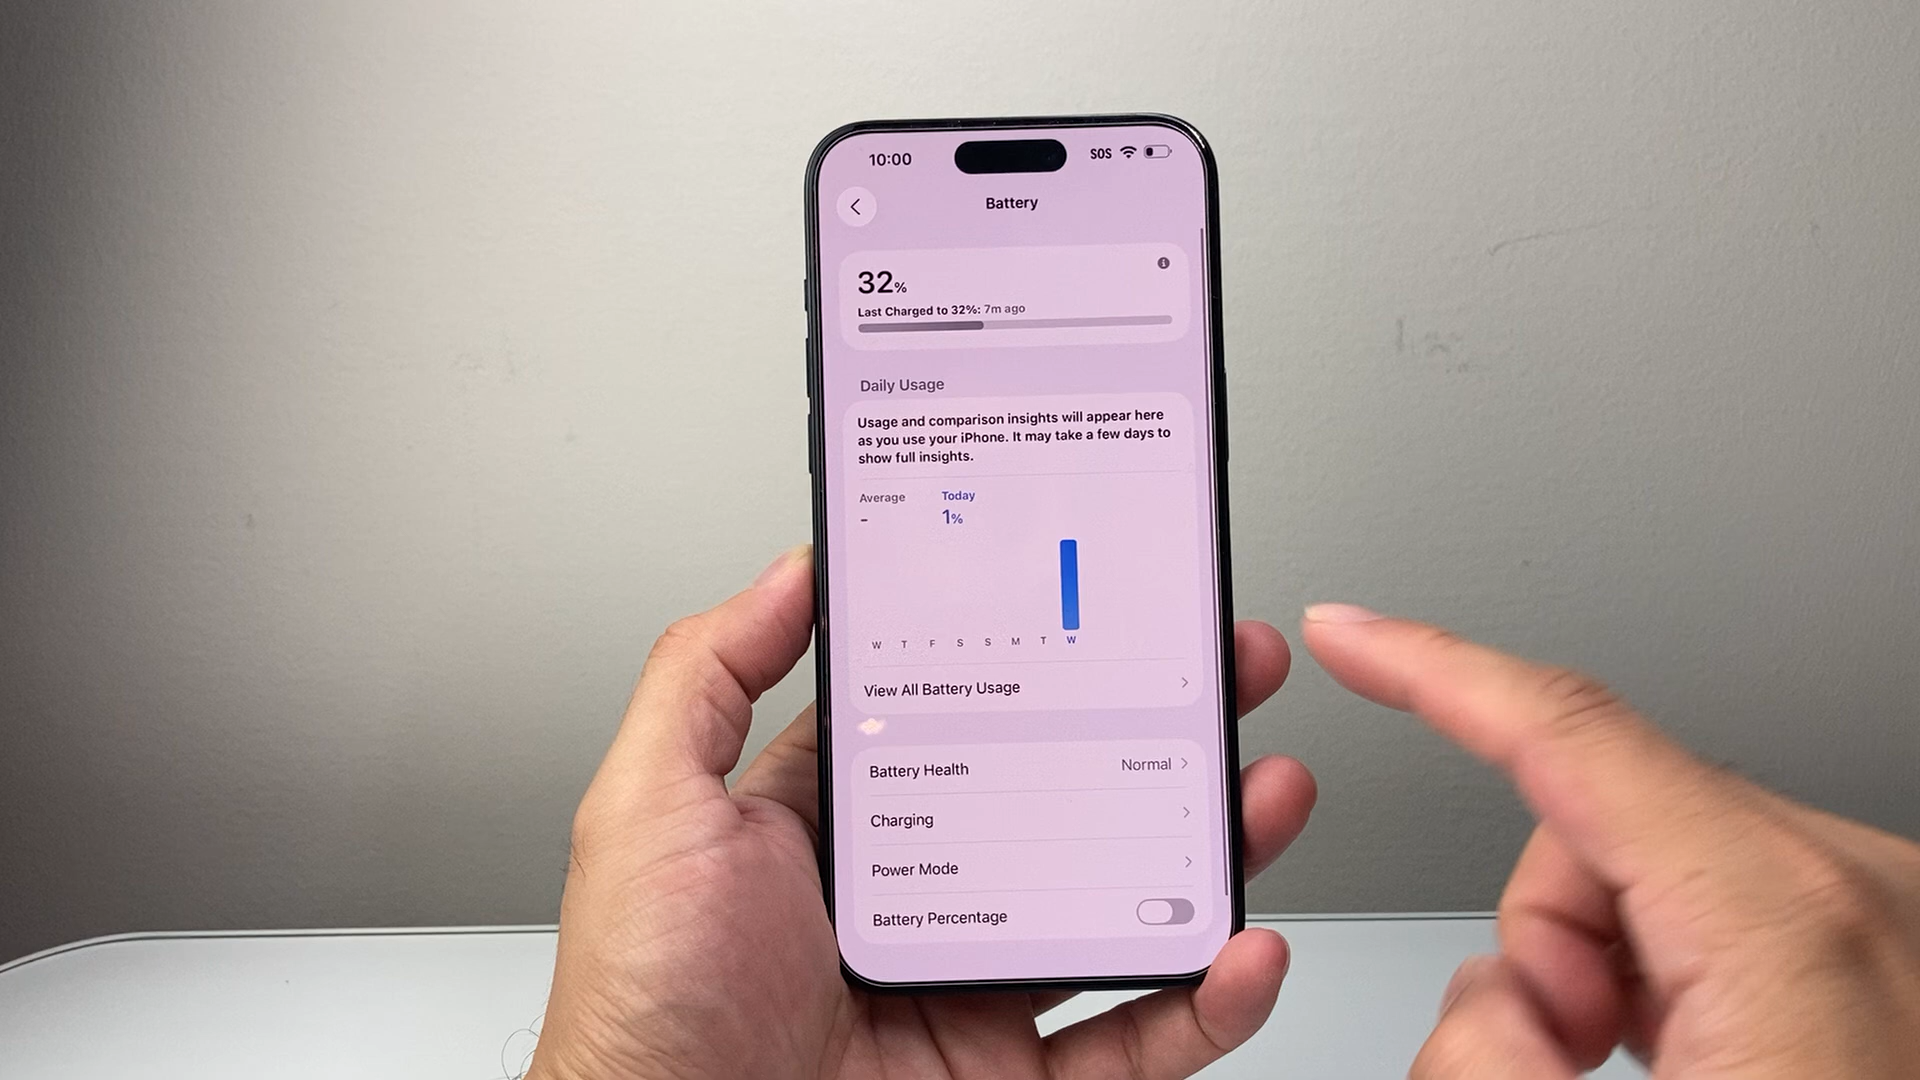 10:00 SOS
Battery
32%
Last Charged to 32%: 7m ago
Daily Usage
Usage and comparison insights will appear here
as you use your iPhone. It may take a few days to
show full insights.
Average Today
- 1%
W T F S S M T W
View All Battery Usage
Battery Health Normal
Charging
Power Mode
Battery Percentage